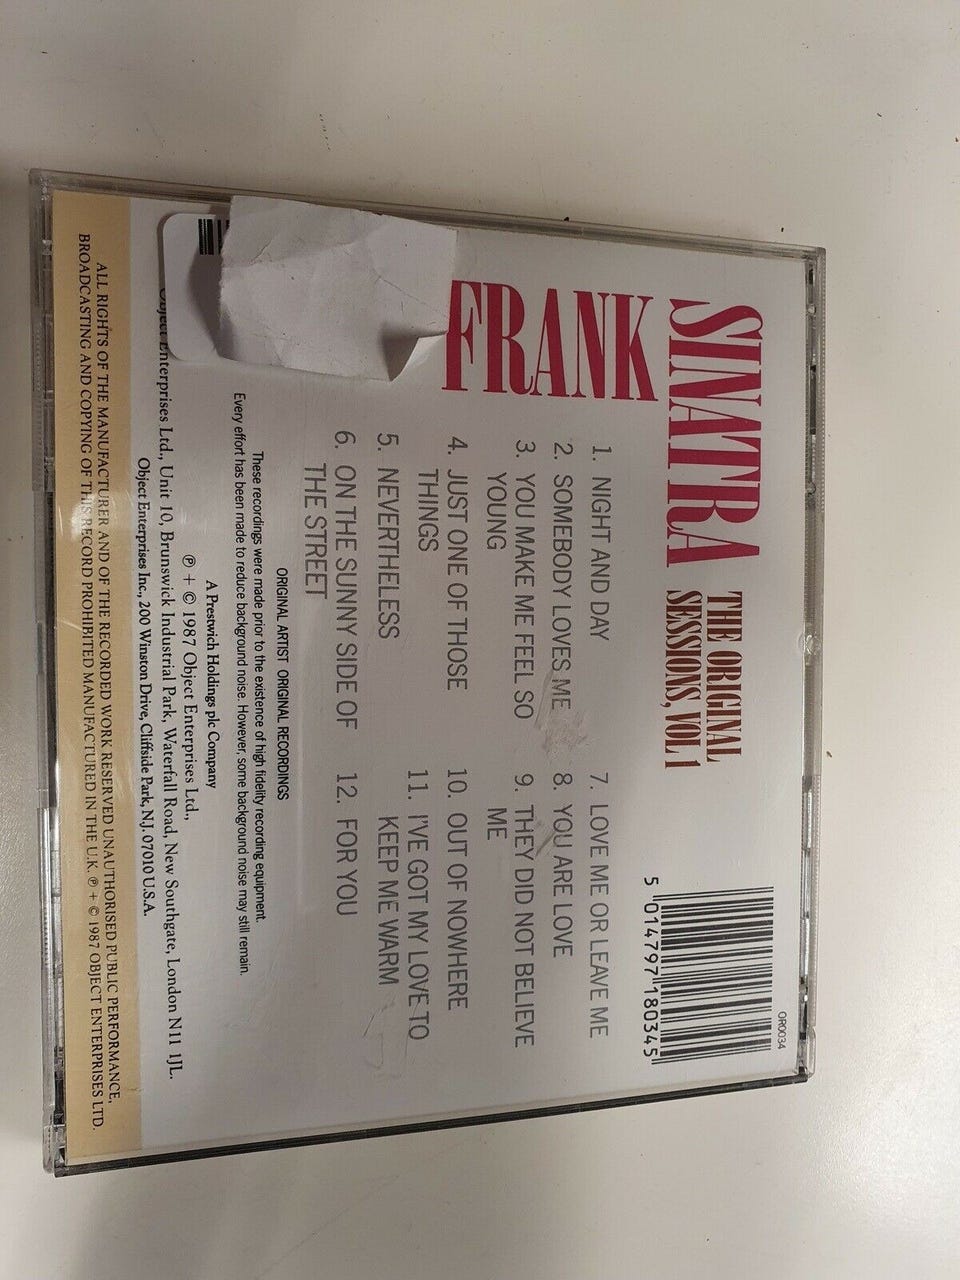 SINATRA
FRANK
THE ORIGINAL
SESSIONS, VOL 1
OR0034
5 014797 180345
1. NIGHT AND DAY
2. SOMEBODY LOVES ME
3. YOU MAKE ME FEEL SO
YOUNG
4. JUST ONE OF THOSE
THINGS
5. NEVERTHELESS
6. ON THE SUNNY SIDE OF
THE STREET
7. LOVE ME OR LEAVE ME
8. YOU ARE LOVE
9. THEY DID NOT BELIEVE
ME
10. OUT OF NOWHERE
11. I'VE GOT MY LOVE TO
KEEP ME WARM
12. FOR YOU
ORIGINAL ARTIST ORIGINAL RECORDINGS
These recordings were made prior to the existence of high fidelity recording equipment.
Every effort has been made to reduce background noise. However, some background noise may still remain.
A Prestwich Holdings plc Company
℗ + © 1987 Object Enterprises Ltd.,
Object Enterprises Ltd., Unit 10, Brunswick Industrial Park, Waterfall Road, New Southgate, London N11 1JL.
Object Enterprises Inc., 200 Winston Drive, Cliffside Park, N.J. 07010 U.S.A.
ALL RIGHTS OF THE MANUFACTURER AND OF THE RECORDED WORK RESERVED UNAUTHORISED PUBLIC PERFORMANCE,
BROADCASTING AND COPYING OF THIS RECORD PROHIBITED MANUFACTURED IN THE U.K. ℗ + © 1987 OBJECT ENTERPRISES LTD.